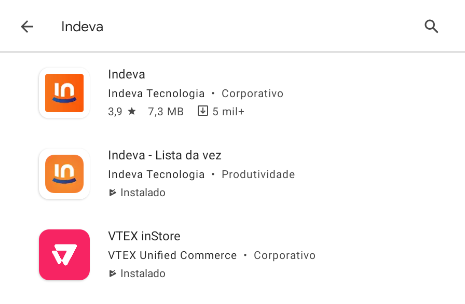 Indeva
in
Indeva
Indeva Tecnologia • Corporativo
3,9 ★ 7,3 MB 5 mil+
in
Indeva - Lista da vez
Indeva Tecnologia • Produtividade
Instalado
VTEX inStore
VTEX Unified Commerce • Corporativo
Instalado